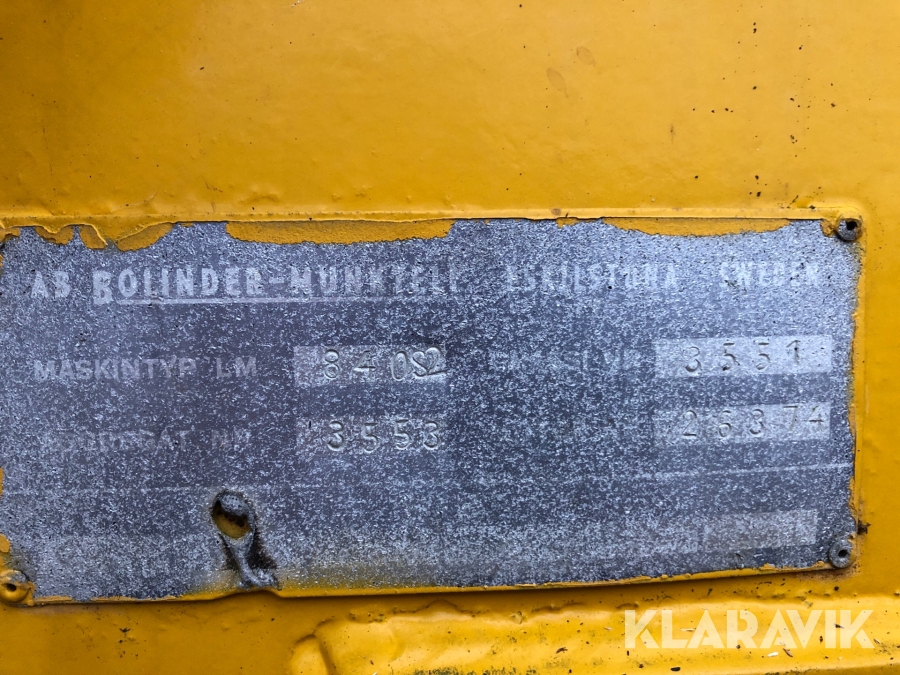 AB BOLINDER-MUNKTELL ESKILSTUNA SWEDEN
MASKINTYP LM 840S2 3551
3553 26374
KLARAVIK